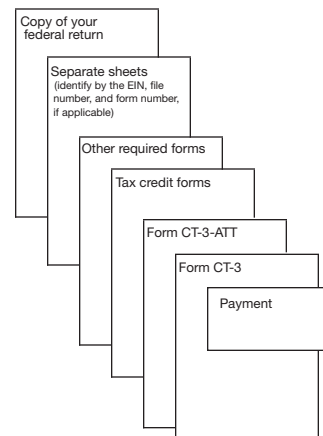 Copy of your
federal return
Separate sheets
(identify by the EIN, file
number, and form number,
if applicable)
Other required forms
Tax credit forms
Form CT-3-ATT
Form CT-3
Payment